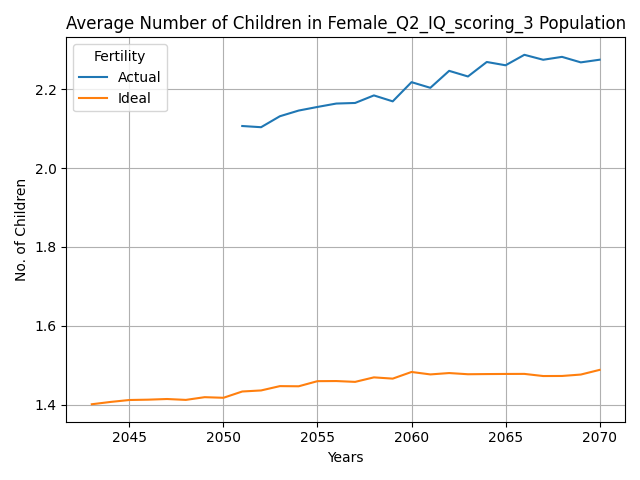 Average Number of Children in Female_Q2_IQ_scoring_3 Population
Fertility
Actual
Ideal
No. of Children
2.2
2.0
1.8
1.6
1.4
2045 2050 2055 2060 2065 2070
Years